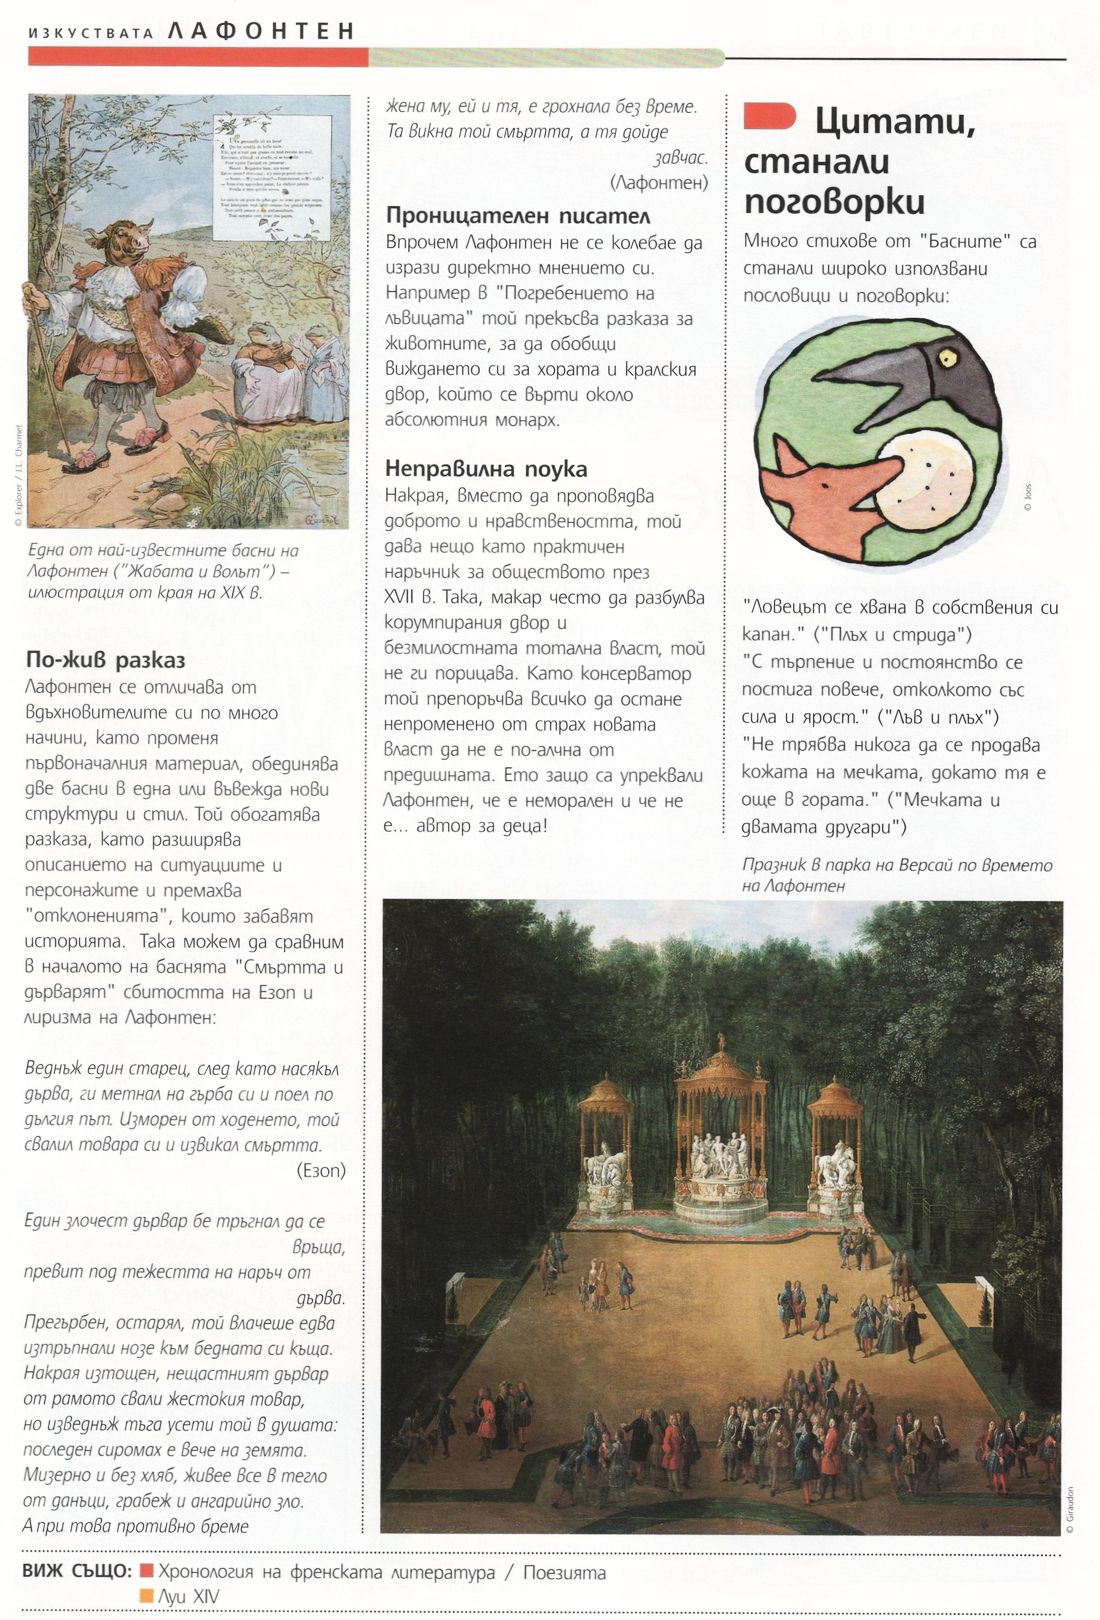 ИЗКУСТВАТА ЛАФОНТЕН
© Explorer / J.L. Charmet
Една от най-известните басни на
Лафонтен ("Жабата и волът") –
илюстрация от края на XIX в.
По-жив разказ
Лафонтен се отличава от
вдъхновителите си по много
начини, като променя
първоначалния материал, обединява
две басни в една или въвежда нови
структури и стил. Той обогатява
разказа, като разширява
описанието на ситуациите и
персонажите и премахва
"отклоненията", които забавят
историята. Така можем да сравним
в началото на баснята "Смъртта и
дърварят" сбитостта на Езоп и
лиризма на Лафонтен:
Веднъж един старец, след като насякъл
дърва, ги метнал на гърба си и поел по
дългия път. Изморен от ходенето, той
свалил товара си и извикал смъртта.
(Езоп)
Един злочест дървар бе тръгнал да се
връща,
превит под тежестта на наръч от
дърва.
Прегърбен, остарял, той влачеше едва
изтръпнали нозе към бедната си къща.
Накрая изтощен, нещастният дървар
от рамото свали жестокия товар,
но изведнъж тъга усети той в душата:
последен сиромах е вече на земята.
Мизерно и без хляб, живее все в тегло
от данъци, грабеж и ангарийно зло.
А при това противно бреме
жена му, ей и тя, е грохнала без време.
Та викна той смъртта, а тя дойде
завчас.
(Лафонтен)
Проницателен писател
Впрочем Лафонтен не се колебае да
изрази директно мнението си.
Например в "Погребението на
лъвицата" той прекъсва разказа за
животните, за да обобщи
виждането си за хората и кралския
двор, който се върти около
абсолютния монарх.
Неправилна поука
Накрая, вместо да проповядва
доброто и нравствеността, той
дава нещо като практичен
наръчник за обществото през
XVII в. Така, макар често да разбулва
корумпирания двор и
безмилостната тотална власт, той
не ги порицава. Като консерватор
той препоръчва всичко да остане
непроменено от страх новата
власт да не е по-алчна от
предишната. Ето защо са упреквали
Лафонтен, че е неморален и че не
е... автор за деца!
Цитати,
станали
поговорки
Много стихове от "Басните" са
станали широко използвани
пословици и поговорки:
© Joos
"Ловецът се хвана в собствения си
капан." ("Плъх и стрида")
"С търпение и постоянство се
постига повече, отколкото със
сила и ярост." ("Лъв и плъх")
"Не трябва никога да се продава
кожата на мечката, докато тя е
още в гората." ("Мечката и
двамата другари")
Празник в парка на Версай по времето
на Лафонтен
© Giraudon
ВИЖ СЪЩО: Хронология на френската литература / Поезията
Луи XIV